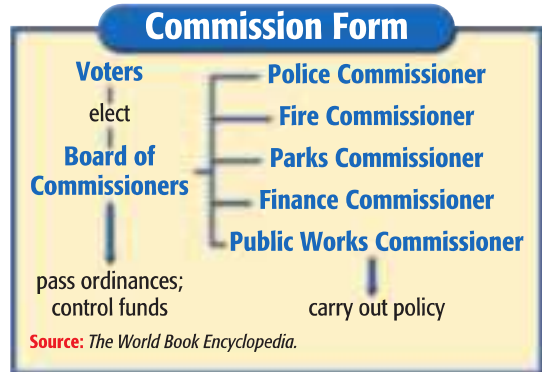 Commission Form
Voters
elect
Board of
Commissioners
pass ordinances;
control funds
Police Commissioner
Fire Commissioner
Parks Commissioner
Finance Commissioner
Public Works Commissioner
carry out policy
Source: The World Book Encyclopedia.